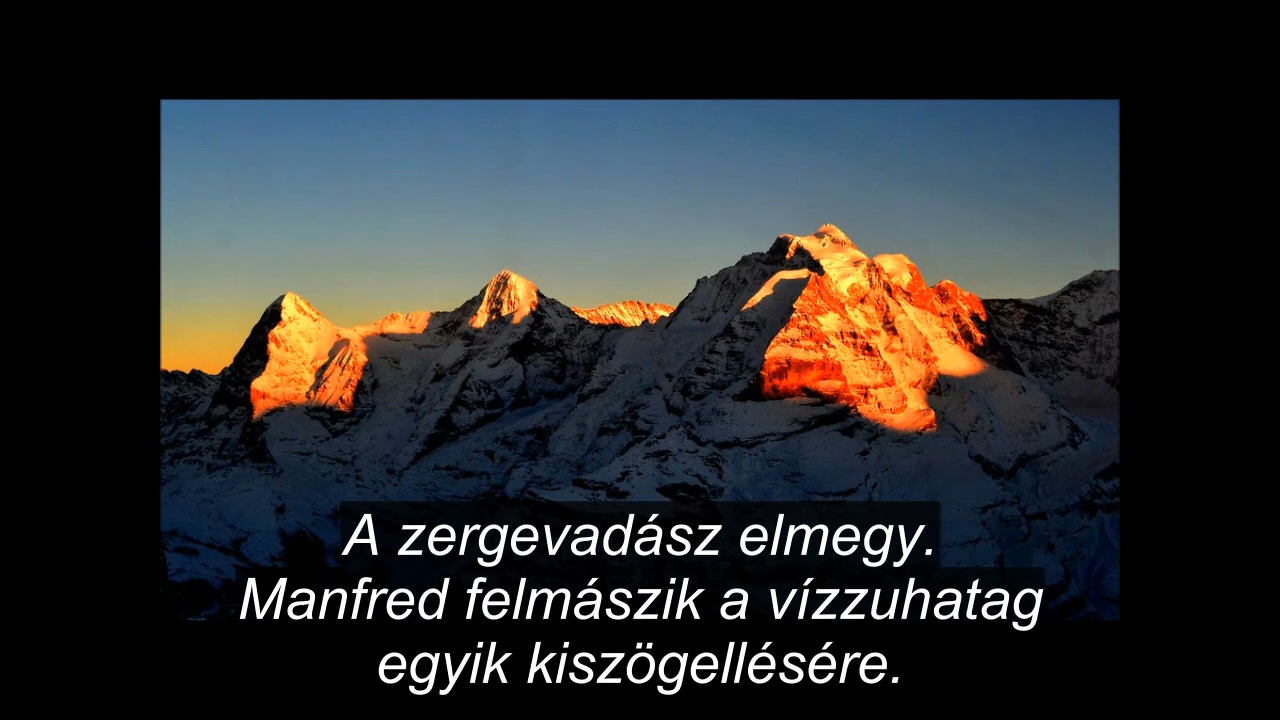 A zergevadász elmegy.
Manfred felmászik a vízzuhatag
egyik kiszögellésére.